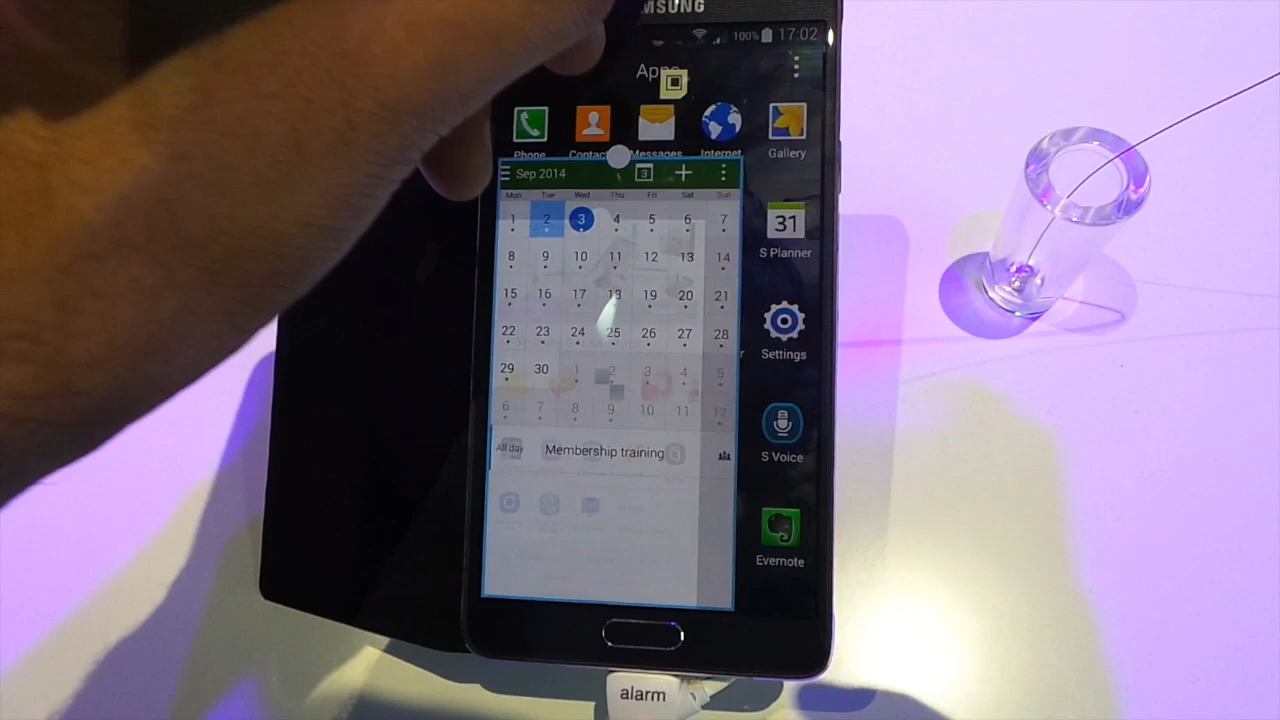 MSUNG
100% 17:02
Apps
Phone Contacts Messages Internet Gallery
Sep 2014 3
Mon Tue Wed Thu Fri Sat Sun
1 2 3 4 5 6 7
8 9 10 11 12 13 14
15 16 17 18 19 20 21
22 23 24 25 26 27 28
29 30 1 2 3 4 5
6 7 8 9 10 11 12
All day Membership training
31
S Planner
Settings
S Voice
Evernote
alarm